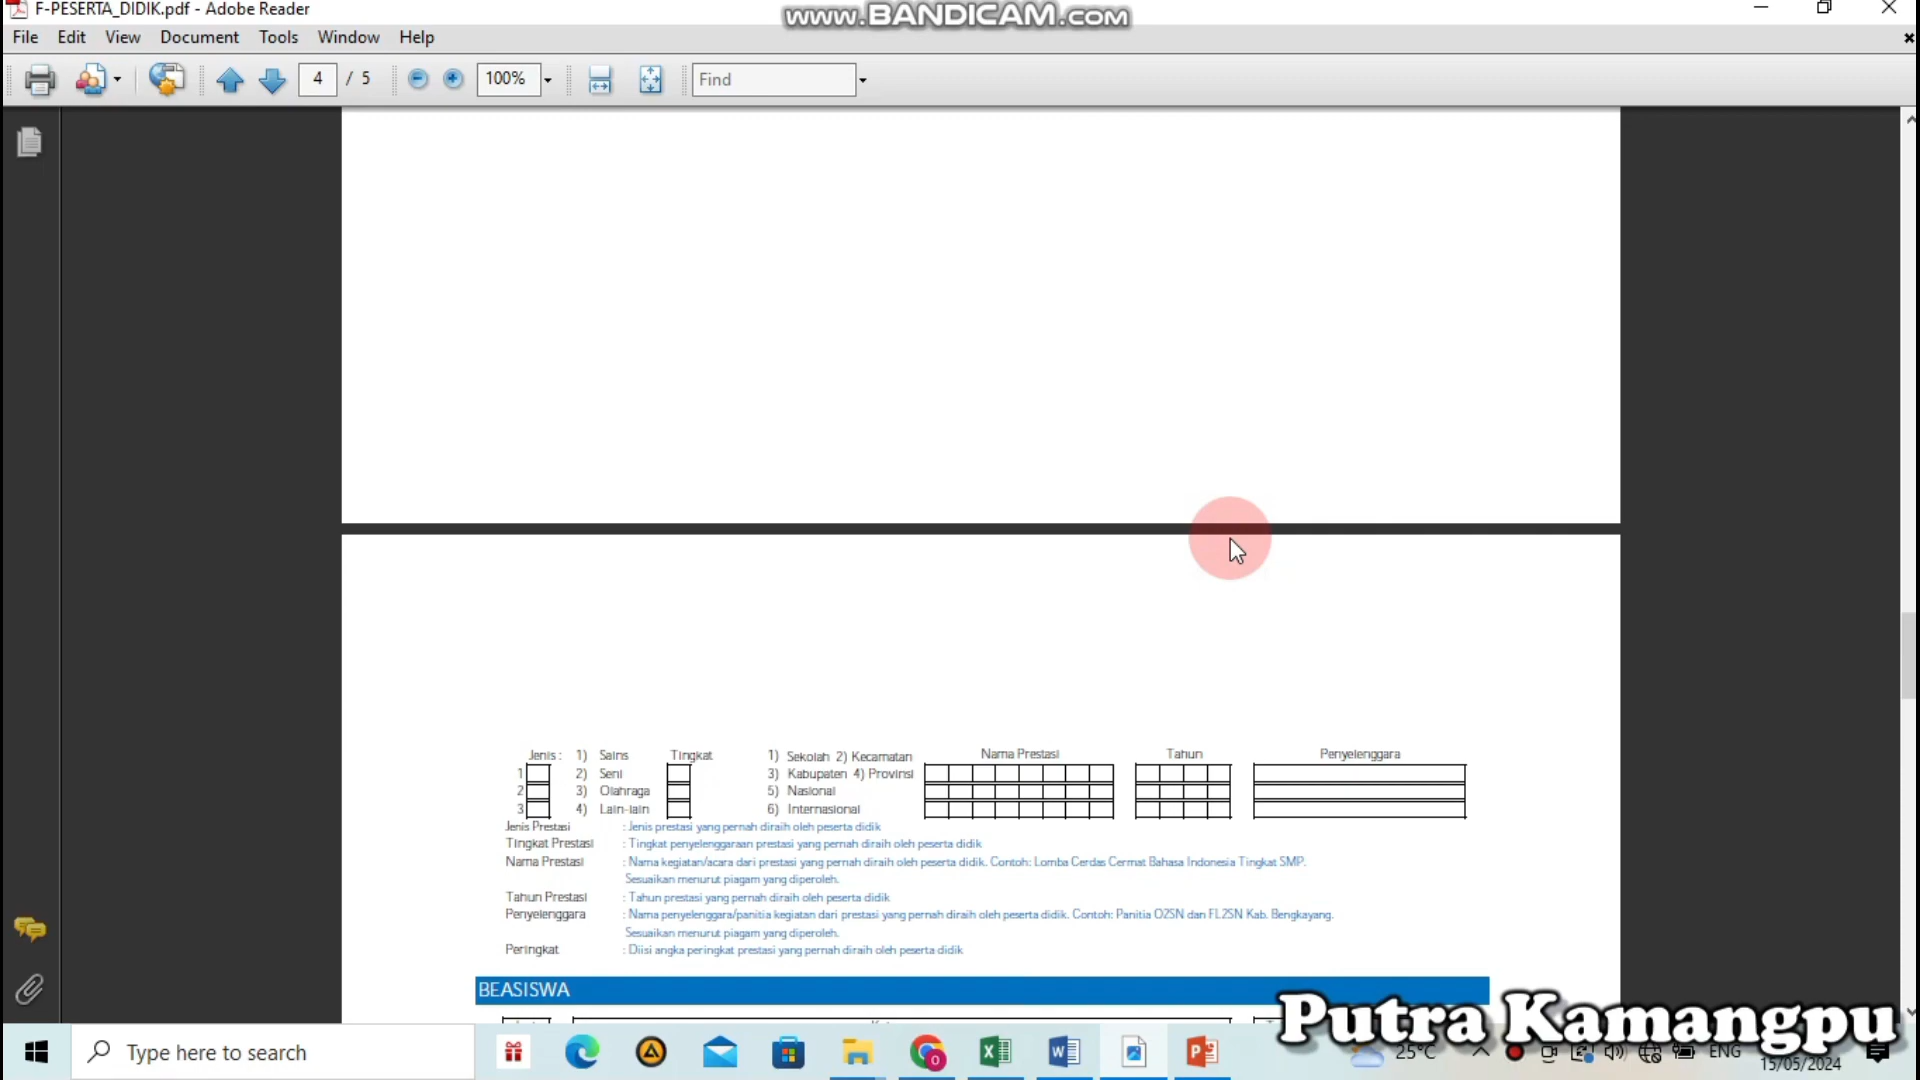 F-PESERTA_DIDIK.pdf - Adobe Reader
www.BANDICAM.com
File Edit View Document Tools Window Help
4 / 5 100% Find
Jenis : 1) Sains Tingkat 1) Sekolah 2) Kecamatan Nama Prestasi Tahun Penyelenggara
1 2) Seni 3) Kabupaten 4) Provinsi
2 3) Olahraga 5) Nasional
3 4) Lain-lain 6) Internasional
Jenis Prestasi : Jenis prestasi yang pernah diraih oleh peserta didik
Tingkat Prestasi : Tingkat penyelenggaraan prestasi yang pernah diraih oleh peserta didik
Nama Prestasi : Nama kegiatan/acara dari prestasi yang pernah diraih oleh peserta didik. Contoh: Lomba Cerdas Cermat Bahasa Indonesia Tingkat SMP.
Sesuaikan menurut piagam yang diperoleh.
Tahun Prestasi : Tahun prestasi yang pernah diraih oleh peserta didik
Penyelenggara : Nama penyelenggara/panitia kegiatan dari prestasi yang pernah diraih oleh peserta didik. Contoh: Panitia O2SN dan FL2SN Kab. Bengkayang.
Sesuaikan menurut piagam yang diperoleh.
Peringkat : Diisi angka peringkat prestasi yang pernah diraih oleh peserta didik
BEASISWA
Putra Kamangpu
Type here to search
25°C ENG
15/05/2024